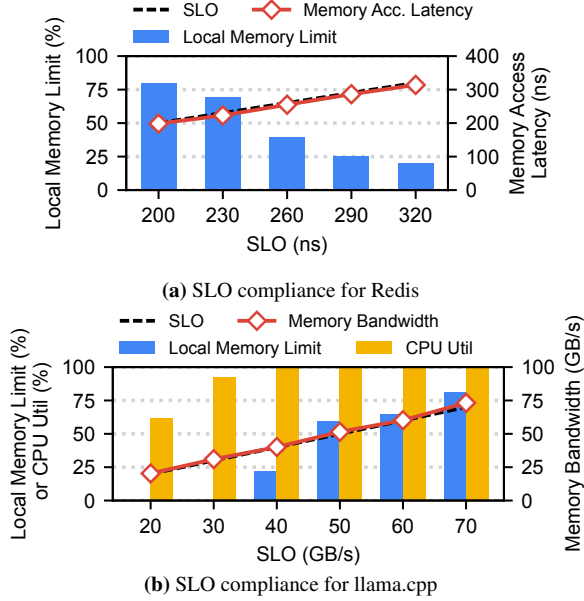 SLO Memory Acc. Latency
Local Memory Limit
Local Memory Limit (%)
100
75
50
25
0
400
300
200
100
0
Memory Access
Latency (ns)
200 230 260 290 320
SLO (ns)
(a) SLO compliance for Redis
SLO Memory Bandwidth
Local Memory Limit CPU Util
Local Memory Limit (%)
or CPU Util (%)
100
75
50
25
0
100
75
50
25
0
Memory Bandwidth (GB/s)
20 30 40 50 60 70
SLO (GB/s)
(b) SLO compliance for llama.cpp